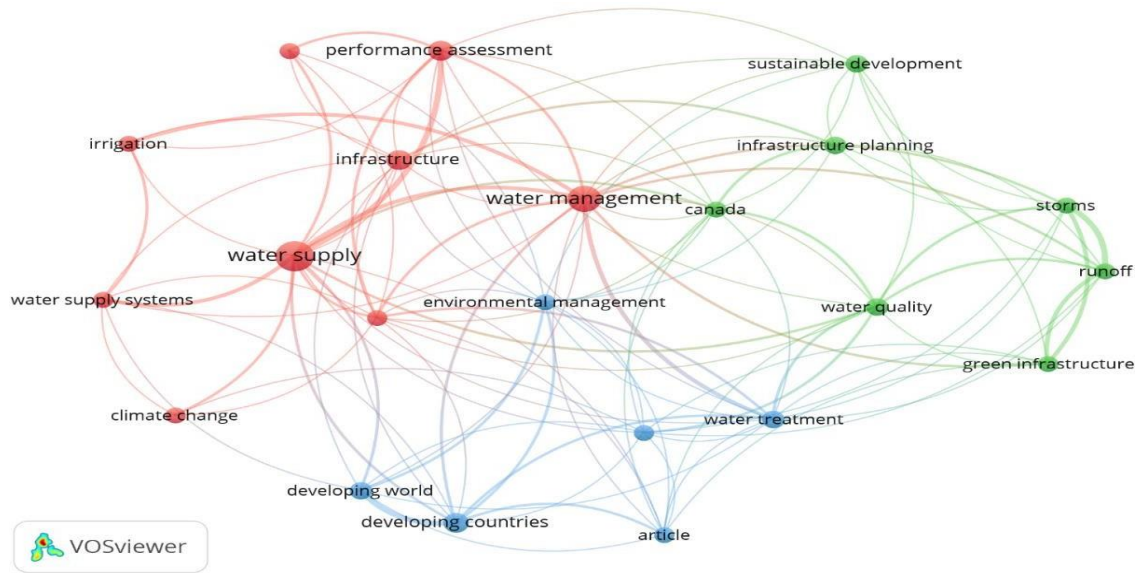 performance assessment
sustainable development
irrigation
infrastructure
infrastructure planning
water management
canada
storms
water supply
runoff
water supply systems
environmental management
water quality
green infrastructure
climate change
water treatment
developing world
developing countries
article
VOSviewer